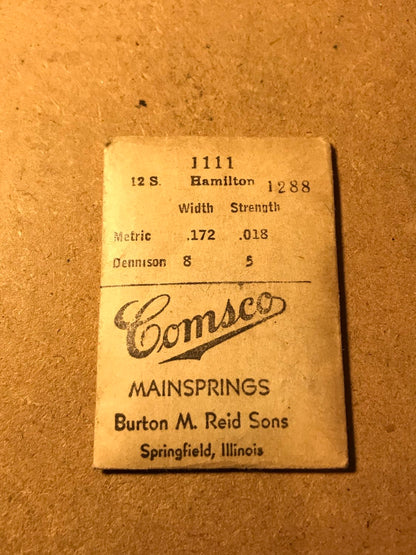 1111
12 S. Hamilton 1288
Width Strength
Metric .172 .018
Dennison 8 5
Comsco
MAINSPRINGS
Burton M. Reid Sons
Springfield, Illinois